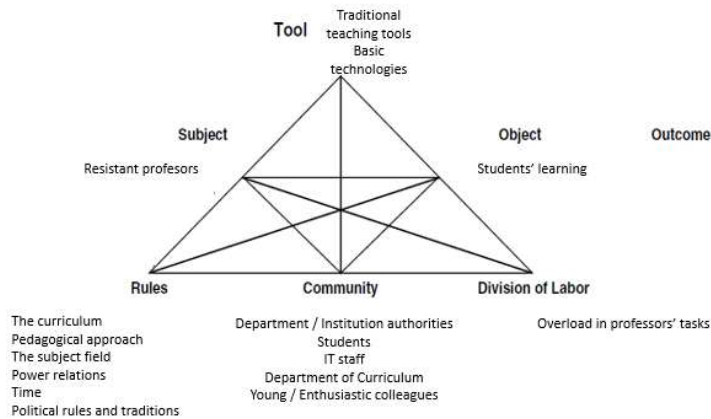 Tool
Traditional
teaching tools
Basic
technologies
Subject
Object
Outcome
Resistant profesors
Students' learning
Rules
Community
Division of Labor
The curriculum
Pedagogical approach
The subject field
Power relations
Time
Political rules and traditions
Department / Institution authorities
Students
IT staff
Department of Curriculum
Young / Enthusiastic colleagues
Overload in professors' tasks